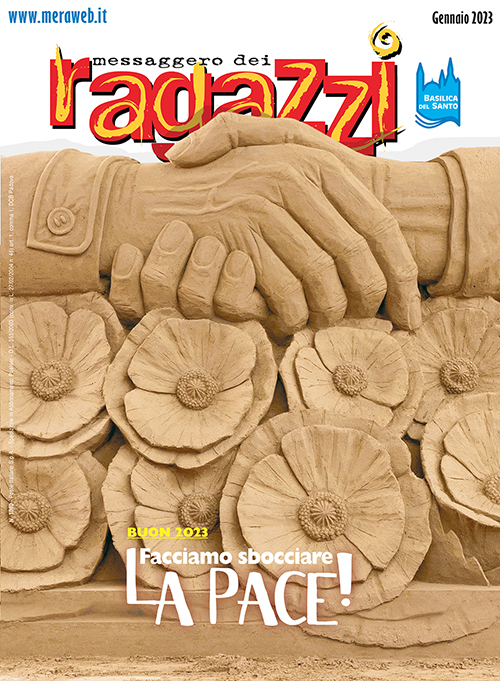 www.meraweb.it
Gennaio 2023
messaggero dei
ragazzi
BASILICA
DEL SANTO
BUON 2023
Facciamo sbocciare
LA PACE!